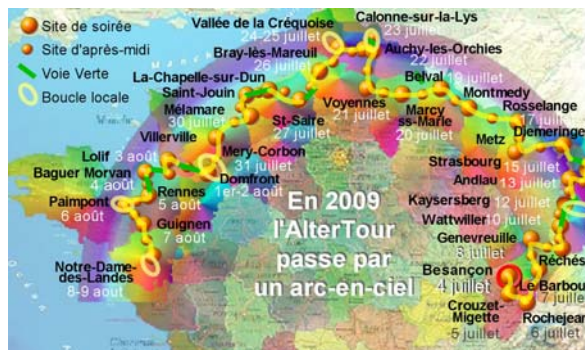 Site de soirée
Site d'après-midi
Voie Verte
Boucle locale
Vallée de la Créquoise
24-25 juillet
Calonne-sur-la-Lys
23 juillet
Bray-lès-Mareuil
26 juillet
Auchy-les-Orchies
22 juillet
La-Chapelle-sur-Dun
Saint-Jouin
Mélamare
30 juillet
St-Saire
27 juillet
Voyennes
21 juillet
Belval
19 juillet
Marcy
ss-Marle
20 juillet
Montmedy
Rosselange
17 juillet
Metz
Diemeringen
Strasbourg
15 juillet
Andlau
13 juillet
Kaysersberg
12 juillet
Wattwiller
10 juillet
Genevreuille
8 juillet
Réchésy
Besançon
4 juillet
Le Barboux
7 juillet
Crouzet-
Migette
5 juillet
Rochejean
6 juillet
Villerville
Mery-Corbon
31 juillet
Domfront
1er-2 août
Lolif
3 août
Baguer Morvan
4 août
Rennes
5 août
Paimpont
6 août
Guignen
7 août
Notre-Dame-
des-Landes
8-9 août
En 2009
l'AlterTour
passe par
un arc-en-ciel